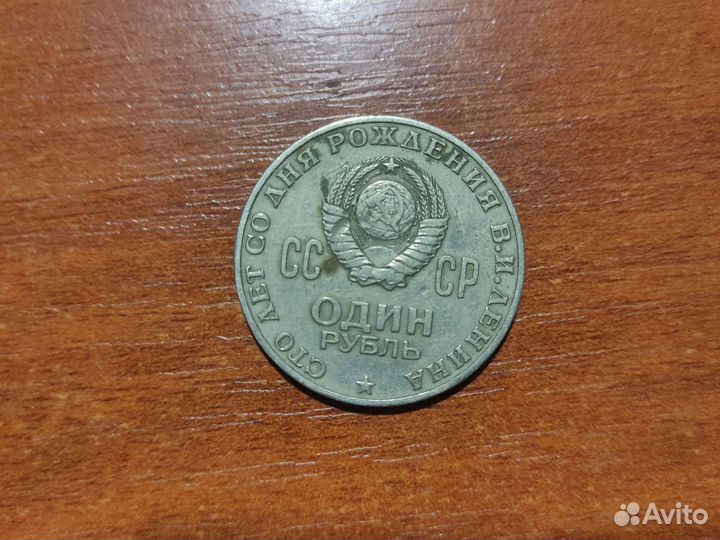 СТО ЛЕТ СО ДНЯ РОЖДЕНИЯ В.И.ЛЕНИНА
СС СР
ОДИН
РУБЛЬ
Avito